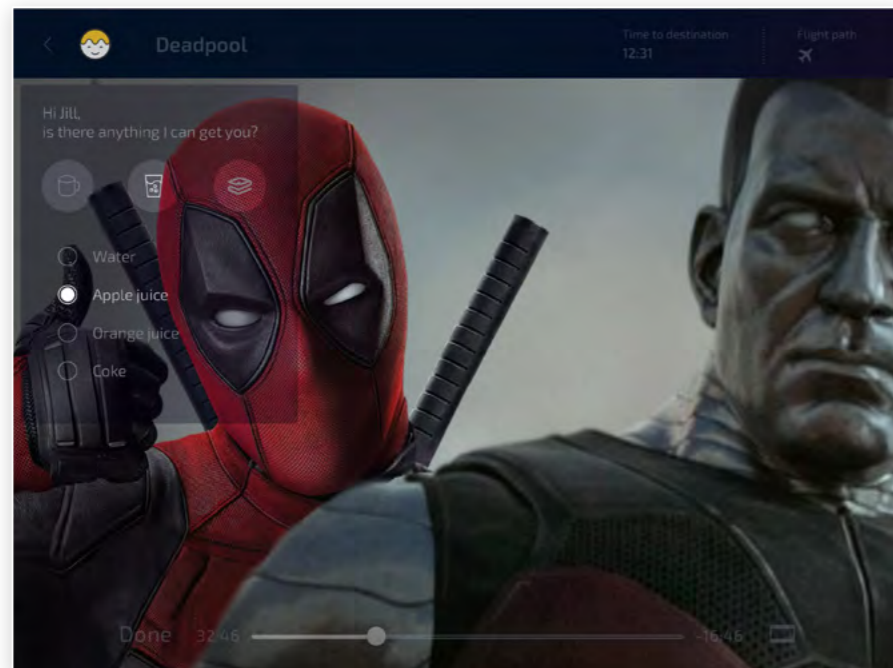 Deadpool
Time to destination
12:31
Flight path
Hi Jill,
is there anything I can get you?
Water
Apple juice
Orange juice
Coke
Done 32:46 -16:46